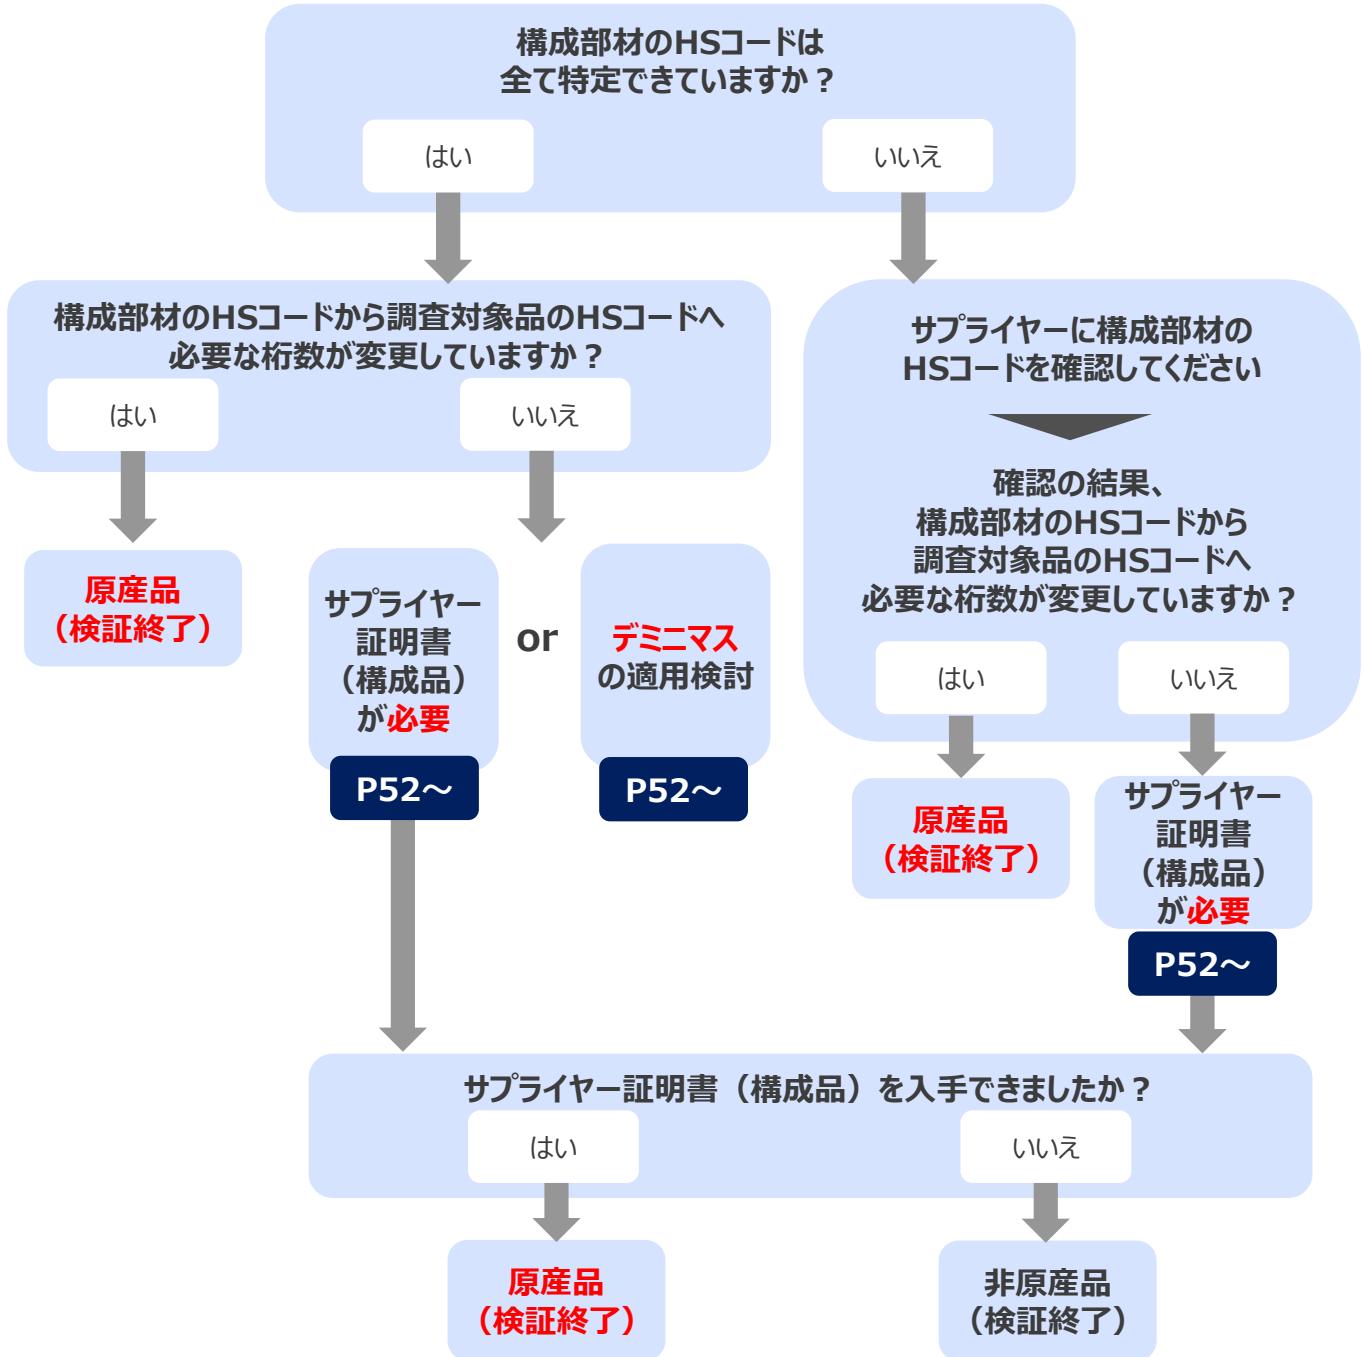 構成部材のHSコードは
全て特定できていますか？
はい
いいえ
構成部材のHSコードから調査対象品のHSコードへ
必要な桁数が変更していますか？
はい
いいえ
サプライヤーに構成部材の
HSコードを確認してください
確認の結果、
構成部材のHSコードから
調査対象品のHSコードへ
必要な桁数が変更していますか？
はい
いいえ
原産品
（検証終了）
サプライヤー
証明書
（構成品）
が必要
P52～
or
デミニマス
の適用検討
P52～
原産品
（検証終了）
サプライヤー
証明書
（構成品）
が必要
P52～
サプライヤー証明書（構成品）を入手できましたか？
はい
いいえ
原産品
（検証終了）
非原産品
（検証終了）